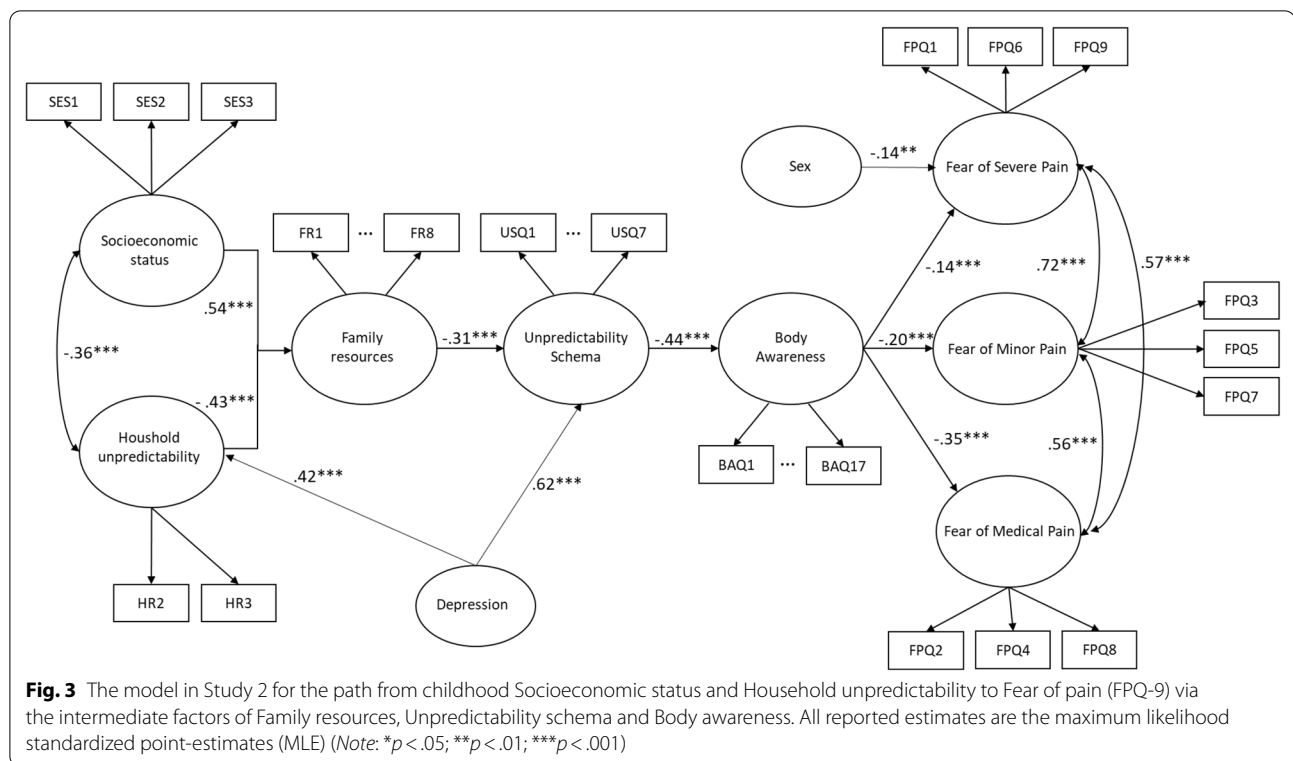 FPQ1 FPQ6 FPQ9
SES1 SES2 SES3
Sex -.14** Fear of Severe Pain
FR1 ... FR8 USQ1 ... USQ7
Socioeconomic
status
-.14*** .72*** .57***
.54***
FPQ3
-.36*** Family
resources -.31*** Unpredictability
Schema -.44*** Body
Awareness -.20*** Fear of Minor Pain FPQ5
- .43***
FPQ7
Houshold
unpredictability
-.35*** .56***
BAQ1 ... BAQ17
.42*** .62***
Fear of Medical Pain
HR2 HR3 Depression
FPQ2 FPQ4 FPQ8
Fig. 3 The model in Study 2 for the path from childhood Socioeconomic status and Household unpredictability to Fear of pain (FPQ-9) via
the intermediate factors of Family resources, Unpredictability schema and Body awareness. All reported estimates are the maximum likelihood
standardized point-estimates (MLE) (Note: *p < .05; **p < .01; ***p < .001)